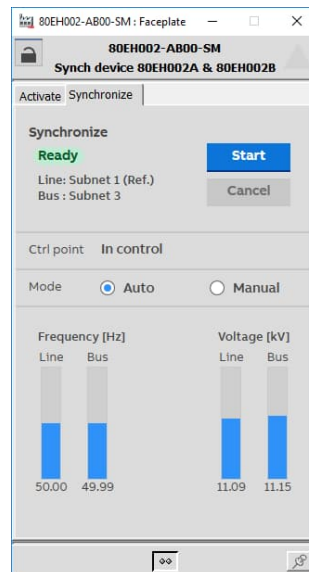 80EH002-AB00-SM : Faceplate
80EH002-AB00-SM
Synch device 80EH002A & 80EH002B
Activate Synchronize
Synchronize
Ready
Start
Line: Subnet 1 (Ref.)
Bus : Subnet 3
Cancel
Ctrl point In control
Mode Auto Manual
Frequency [Hz] Voltage [kV]
Line Bus Line Bus
50.00 49.99 11.09 11.15